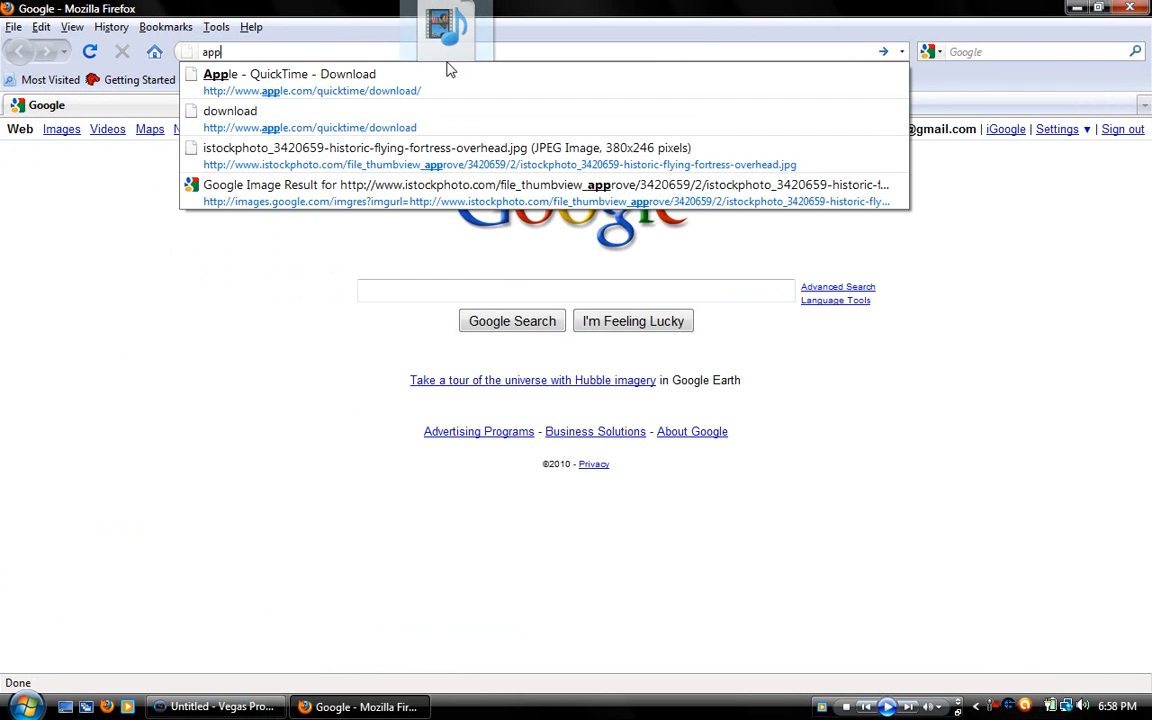 Google - Mozilla Firefox
File Edit View History Bookmarks Tools Help
app
Google
Most Visited Getting Started
Apple - QuickTime - Download
http://www.apple.com/quicktime/download/
download
http://www.apple.com/quicktime/download
istockphoto_3420659-historic-flying-fortress-overhead.jpg (JPEG Image, 380x246 pixels)
http://www.istockphoto.com/file_thumbview_approve/3420659/2/istockphoto_3420659-historic-flying-fortress-overhead.jpg
Google Image Result for http://www.istockphoto.com/file_thumbview_approve/3420659/2/istockphoto_3420659-historic-f...
http://images.google.com/imgres?imgurl=http://www.istockphoto.com/file_thumbview_approve/3420659/2/istockphoto_3420659-historic-fly...
Google
Web Images Videos Maps N @gmail.com | iGoogle | Settings ▼ | Sign out
Google
Advanced Search
Language Tools
Google Search I'm Feeling Lucky
Take a tour of the universe with Hubble imagery in Google Earth
Advertising Programs - Business Solutions - About Google
©2010 - Privacy
Done
Untitled - Vegas Pro... Google - Mozilla Fir... 6:58 PM